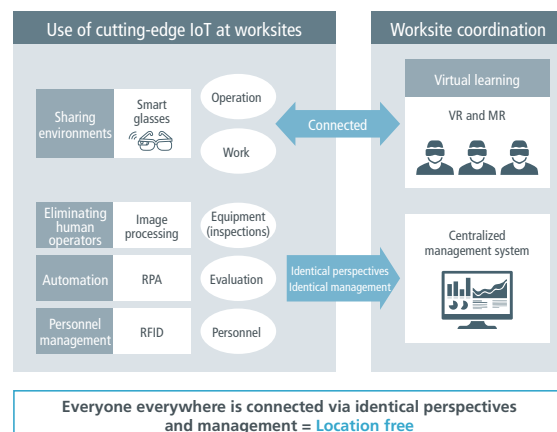 Use of cutting-edge IoT at worksites
Sharing
environments
Smart
glasses
Operation
Work
Eliminating
human
operators
Image
processing
Equipment
(inspections)
Automation
RPA
Evaluation
Personnel
management
RFID
Personnel
Connected
Identical perspectives
Identical management
Worksite coordination
Virtual learning
VR and MR
Centralized
management system
Everyone everywhere is connected via identical perspectives
and management = Location free